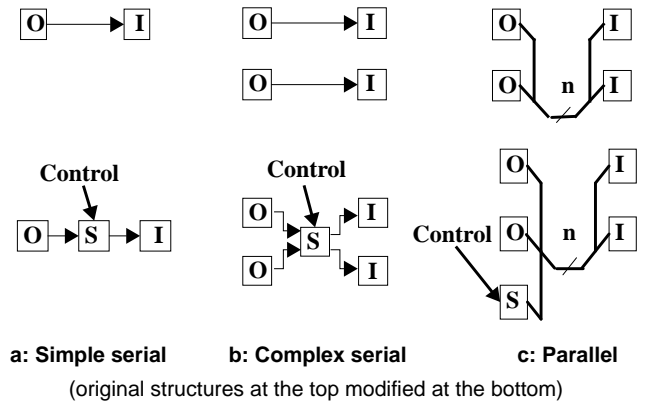 O I O I O I
O I O n I
Control Control O I
O S I O S I Control O n I
O I S
a: Simple serial b: Complex serial c: Parallel
(original structures at the top modified at the bottom)